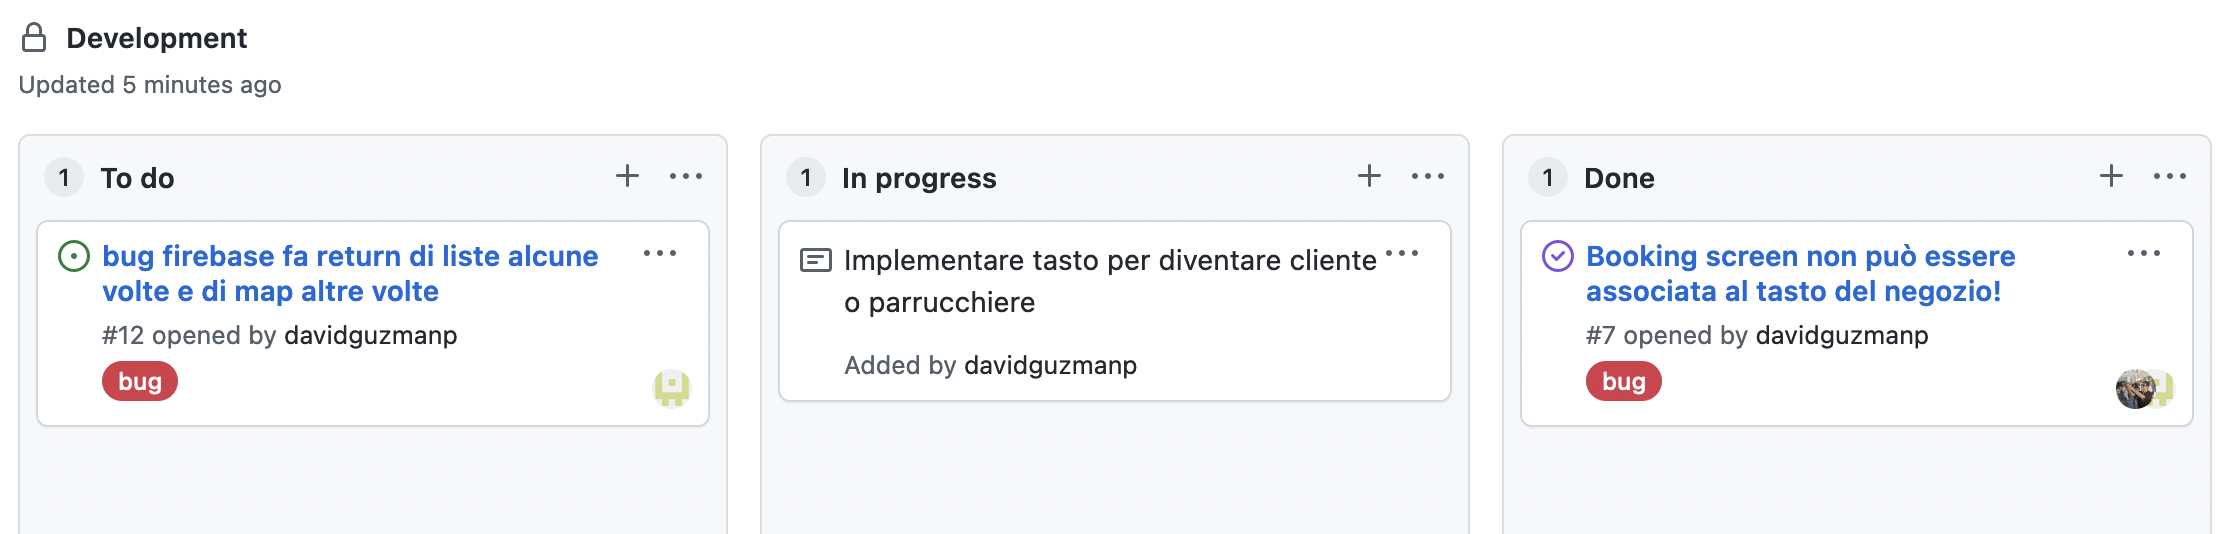 Development
Updated 5 minutes ago
1 To do
bug firebase fa return di liste alcune
volte e di map altre volte
#12 opened by davidguzmanp
bug
1 In progress
Implementare tasto per diventare cliente
o parrucchiere
Added by davidguzmanp
1 Done
Booking screen non può essere
associata al tasto del negozio!
#7 opened by davidguzmanp
bug